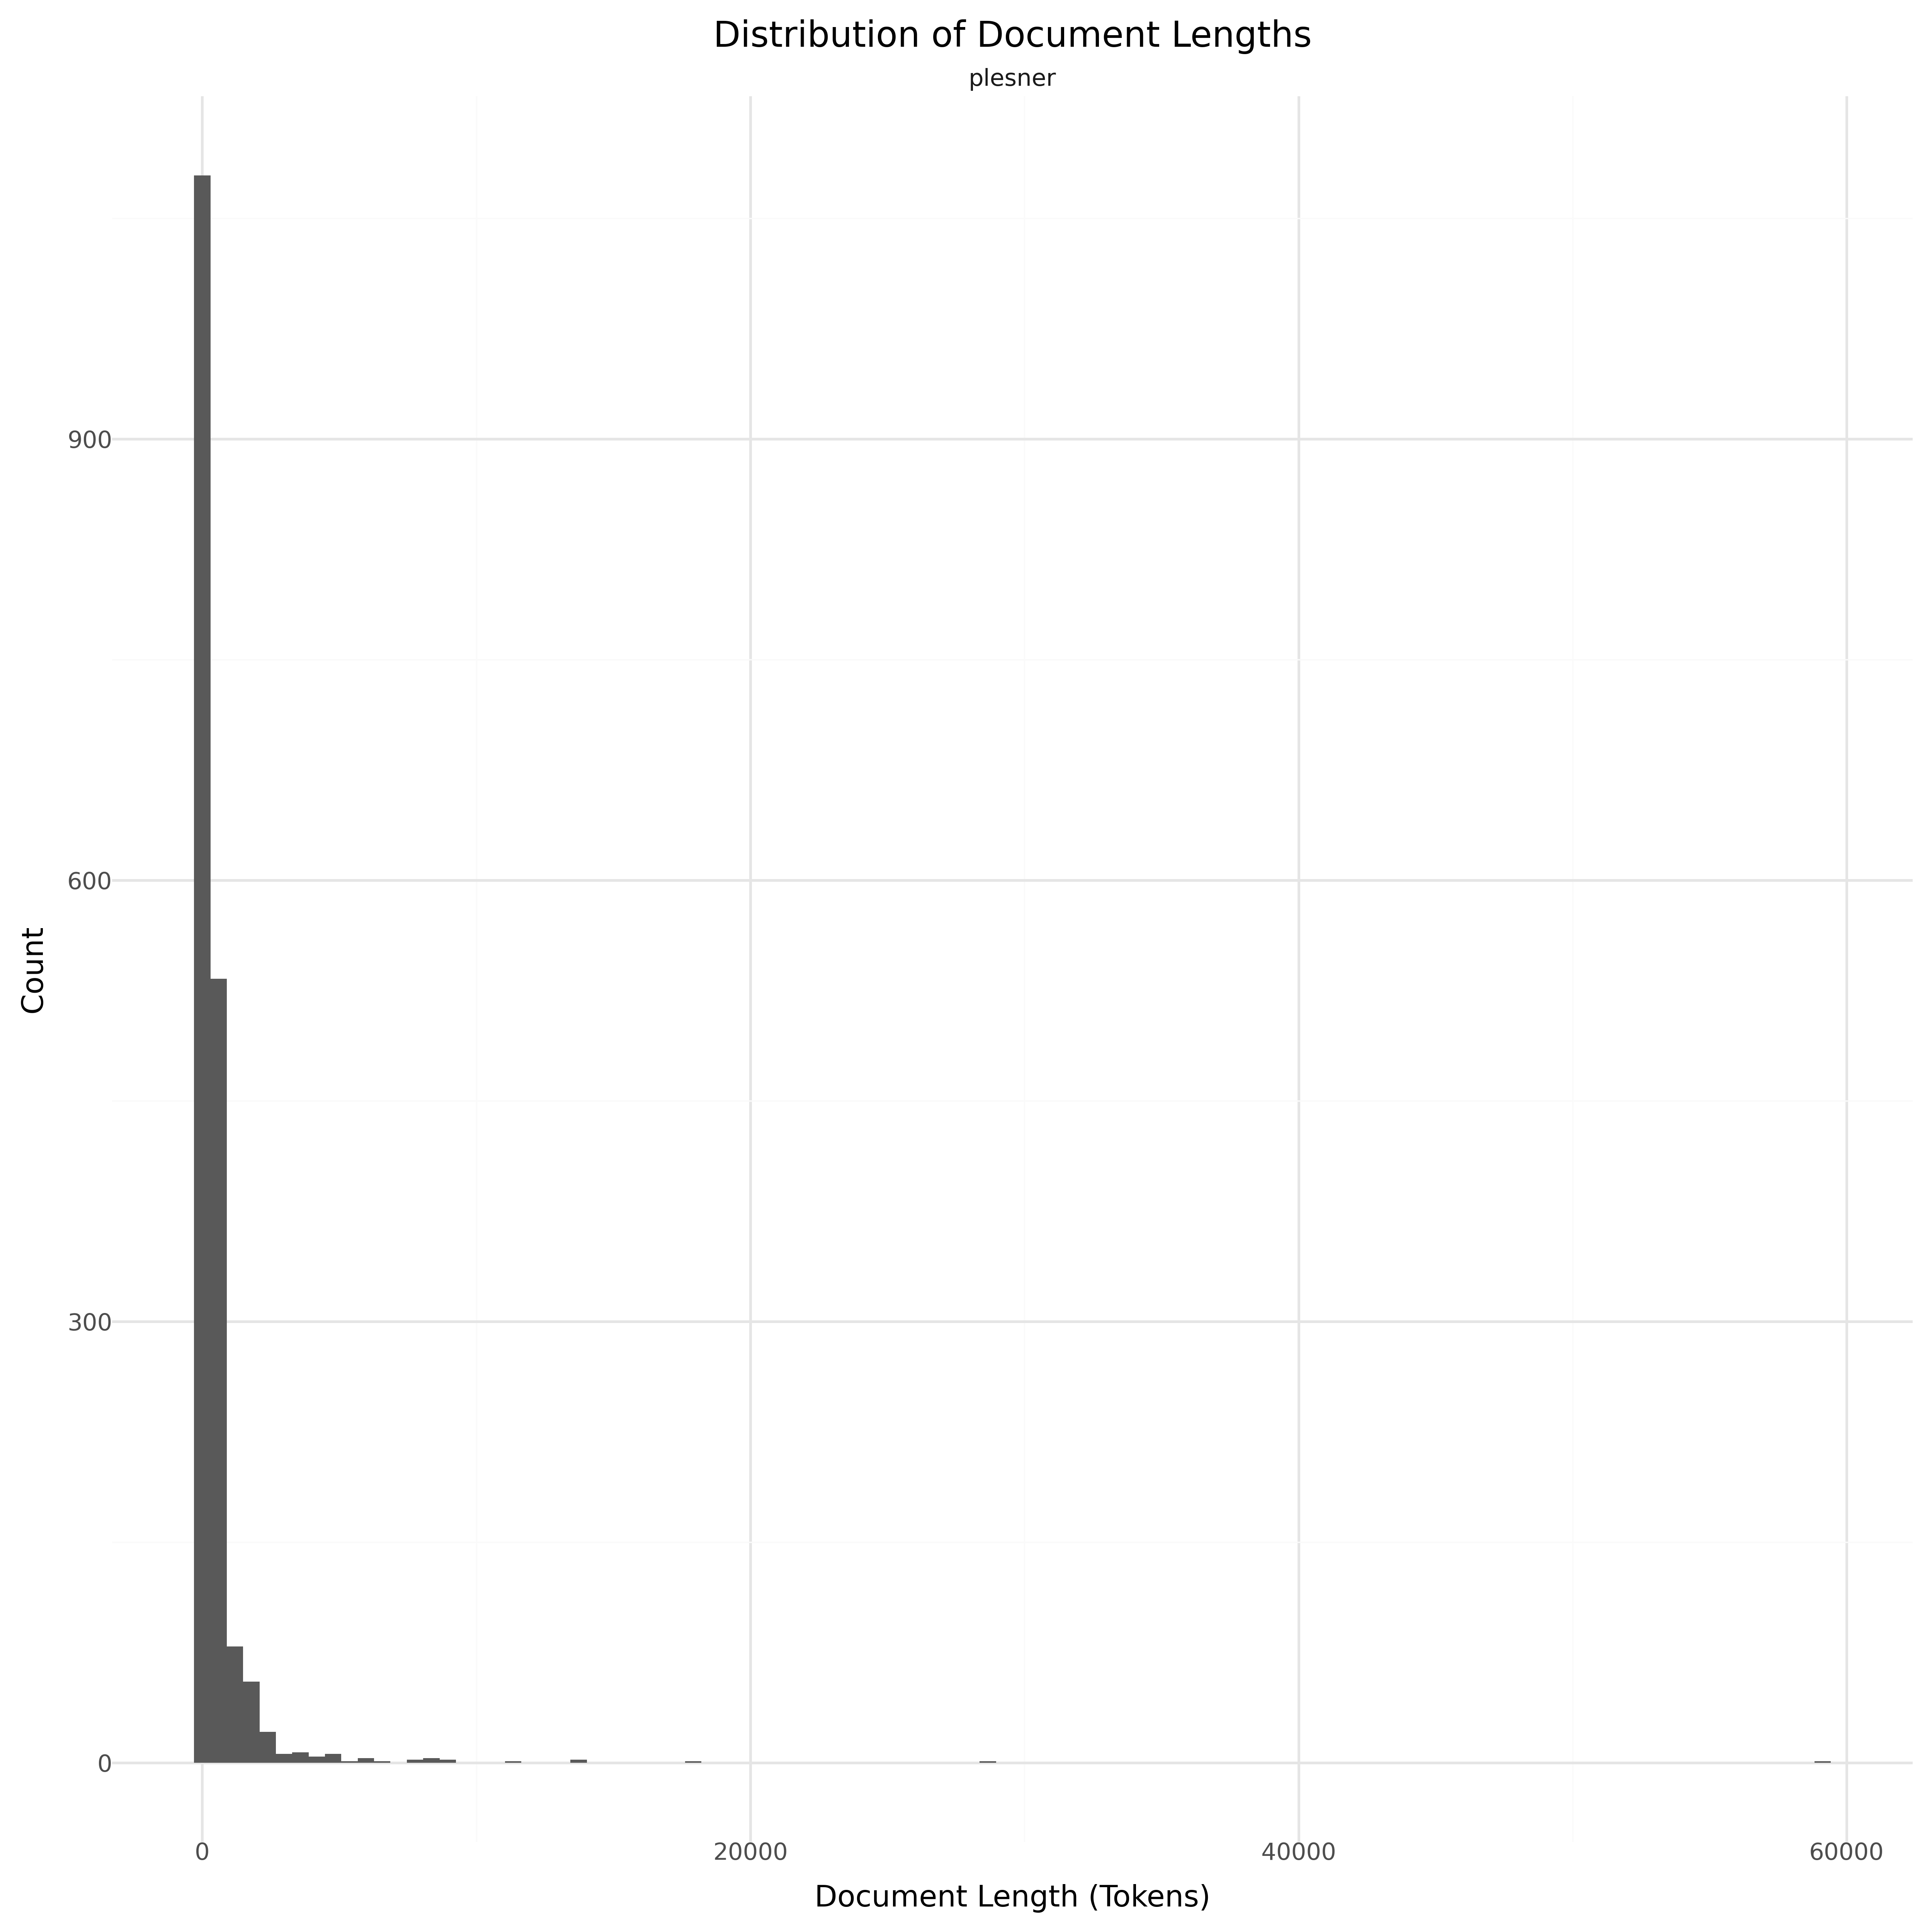 Distribution of Document Lengths
plesner
900
600
300
0
Count
0 20000 40000 60000
Document Length (Tokens)